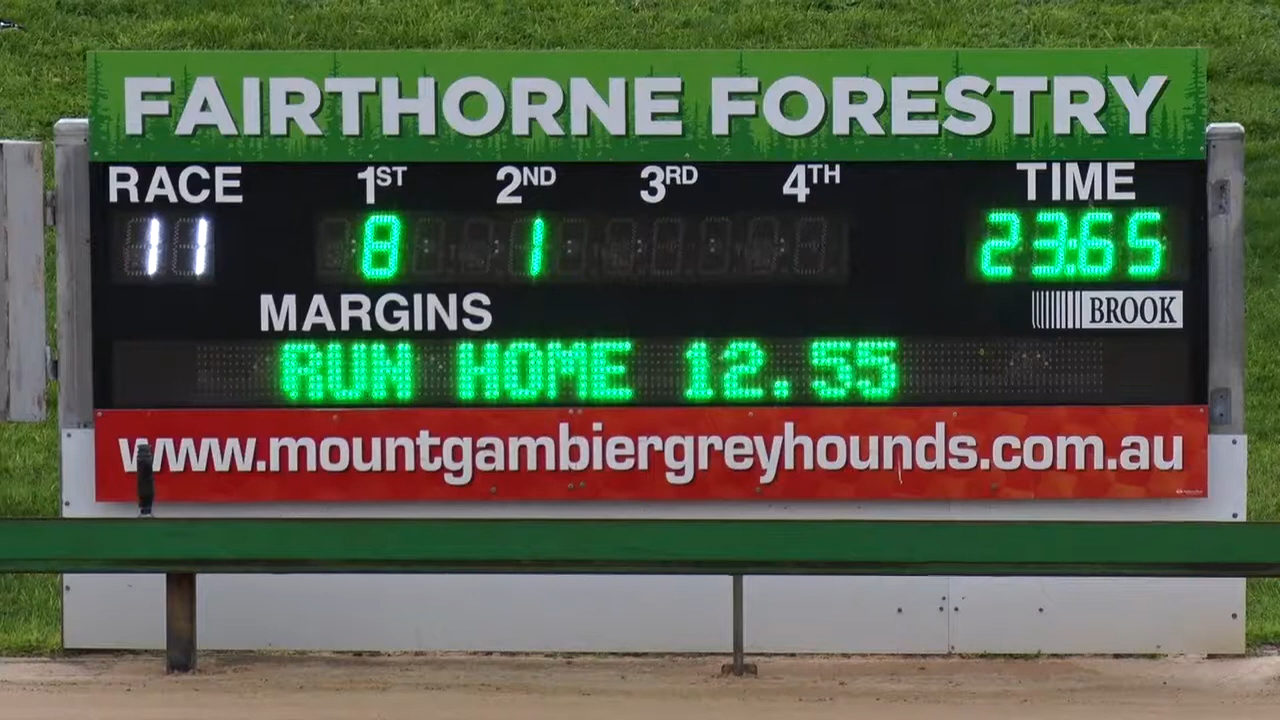 FAIRTHORNE FORESTRY
RACE 1ST 2ND 3RD 4TH TIME
11 8 1 23:65
MARGINS BROOK
RUN HOME 12.55
www.mountgambiergreyhounds.com.au